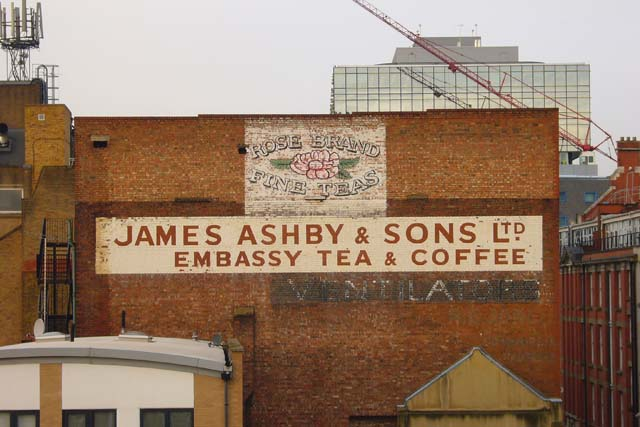 ROSE BRAND
FINE TEAS
JAMES ASHBY & SONS LTD
EMBASSY TEA & COFFEE
VENTILATORS